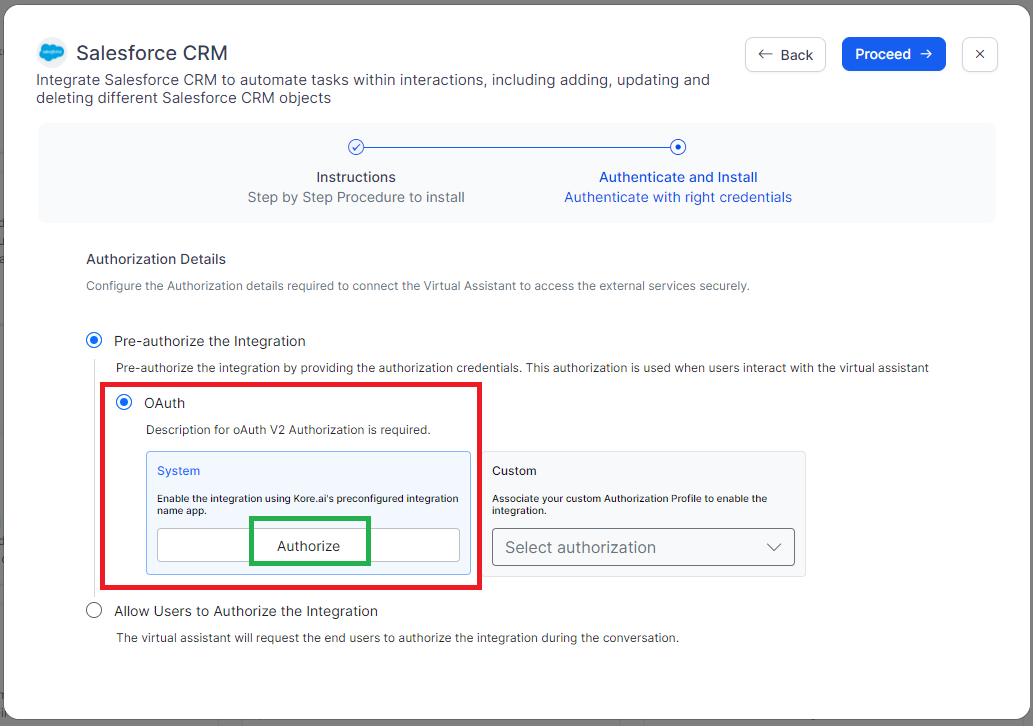 Salesforce CRM
Integrate Salesforce CRM to automate tasks within interactions, including adding, updating and
deleting different Salesforce CRM objects
Back
Proceed
Instructions
Step by Step Procedure to install
Authenticate and Install
Authenticate with right credentials
Authorization Details
Configure the Authorization details required to connect the Virtual Assistant to access the external services securely.
Pre-authorize the Integration
Pre-authorize the integration by providing the authorization credentials. This authorization is used when users interact with the virtual assistant
OAuth
Description for oAuth V2 Authorization is required.
System
Enable the integration using Kore.ai's preconfigured integration
name app.
Authorize
Custom
Associate your custom Authorization Profile to enable the
integration.
Select authorization
Allow Users to Authorize the Integration
The virtual assistant will request the end users to authorize the integration during the conversation.